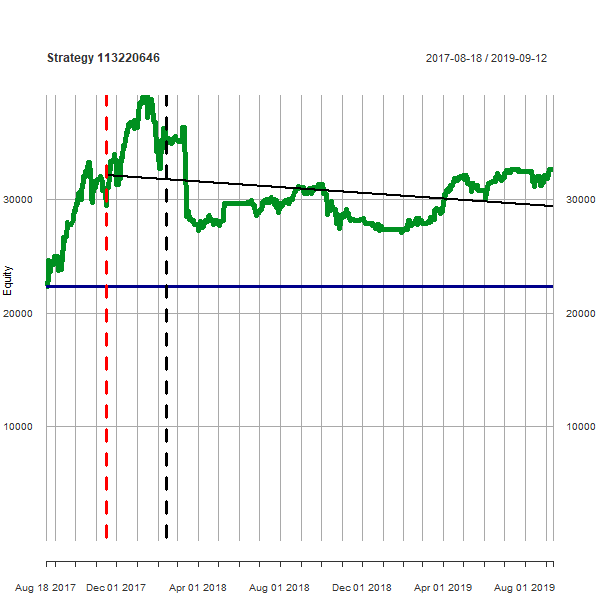 Strategy 113220646 2017-08-18 / 2019-09-12
30000 30000
Equity
20000 20000
10000 10000
Aug 18 2017 Dec 01 2017 Apr 01 2018 Aug 01 2018 Dec 01 2018 Apr 01 2019 Aug 01 2019